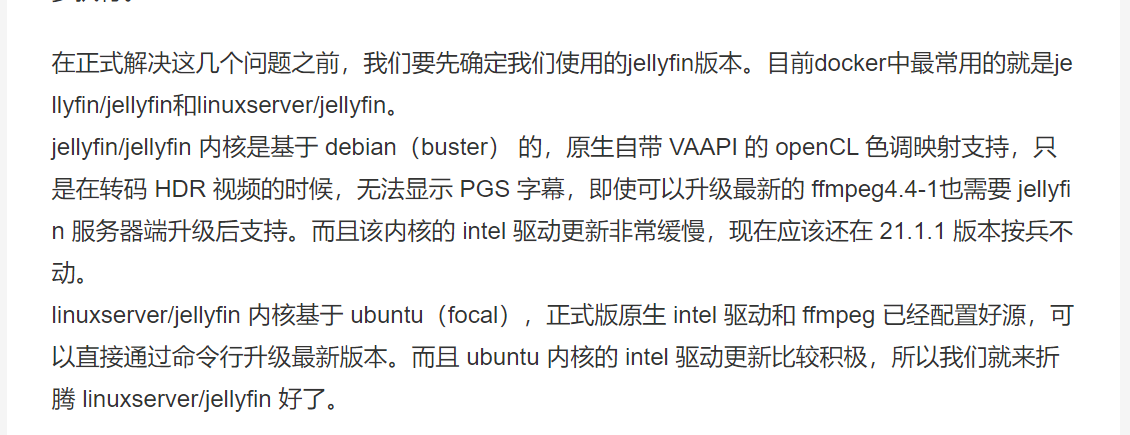 在正式解决这几个问题之前，我们要先确定我们使用的jellyfin版本。目前docker中最常用的就是je
llyfin/jellyfin和linuxserver/jellyfin。
jellyfin/jellyfin 内核是基于 debian（buster） 的，原生自带 VAAPI 的 openCL 色调映射支持，只
是在转码 HDR 视频的时候，无法显示 PGS 字幕，即使可以升级最新的 ffmpeg4.4-1也需要 jellyfi
n 服务器端升级后支持。而且该内核的 intel 驱动更新非常缓慢，现在应该还在 21.1.1 版本按兵不
动。
linuxserver/jellyfin 内核基于 ubuntu（focal），正式版原生 intel 驱动和 ffmpeg 已经配置好源，可
以直接通过命令行升级最新版本。而且 ubuntu 内核的 intel 驱动更新比较积极，所以我们就来折
腾 linuxserver/jellyfin 好了。